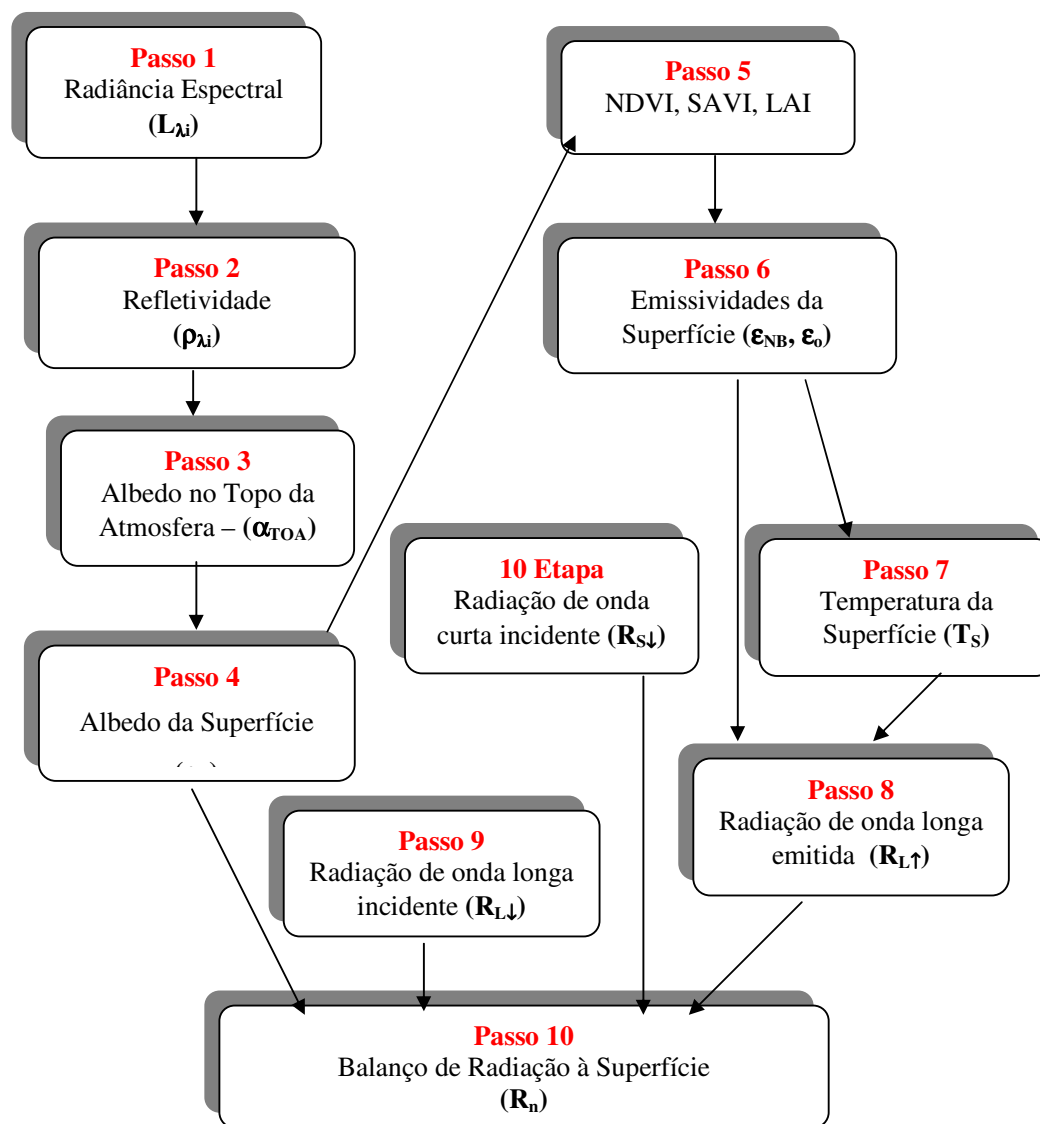 Passo 1
Radiância Espectral
(Lλi)
Passo 2
Refletividade
(ρλi)
Passo 3
Albedo no Topo da
Atmosfera – (αTOA)
Passo 4
Albedo da Superfície
Passo 5
NDVI, SAVI, LAI
Passo 6
Emissividades da
Superfície (εNB, εo)
10 Etapa
Radiação de onda
curta incidente (RS↓)
Passo 7
Temperatura da
Superfície (TS)
Passo 8
Radiação de onda longa
emitida (RL↑)
Passo 9
Radiação de onda longa
incidente (RL↓)
Passo 10
Balanço de Radiação à Superfície
(Rn)